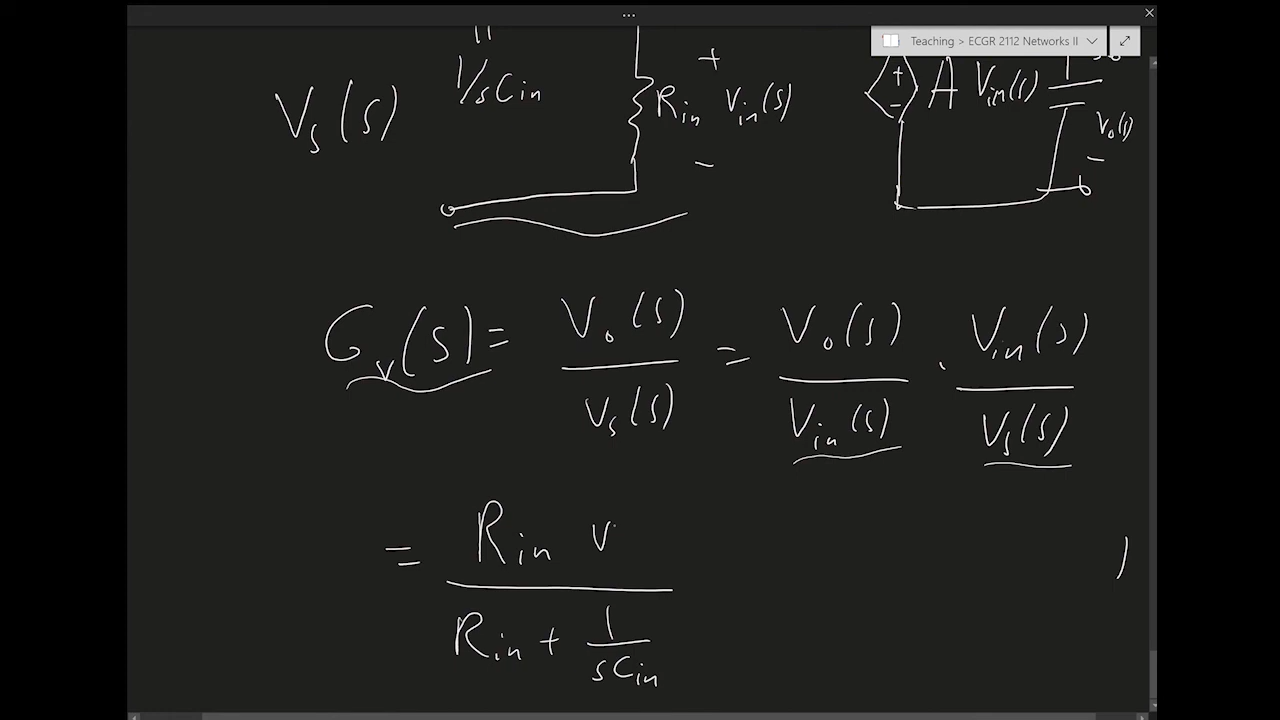 Teaching > ECGR 2112 Networks II
1/sCin
Vs(s)
+
Rin Vin(s)
-
+
-
A Vin(s)
Vo(s)
-
Gv(s) = Vo(s)/Vs(s) = Vo(s)/Vin(s) · Vin(s)/Vs(s)
= Rin V
Rin + 1/sCin
)